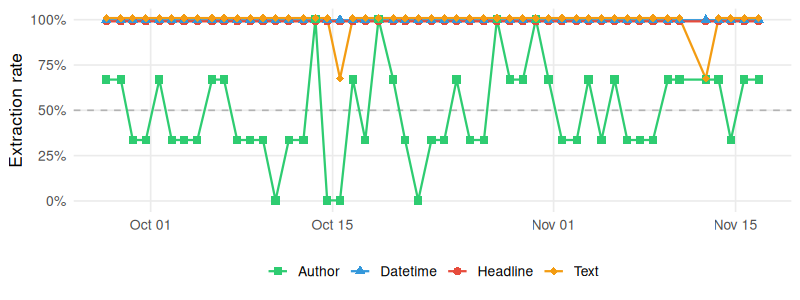 Extraction rate
100%
75%
50%
25%
0%
Oct 01
Oct 15
Nov 01
Nov 15
Author
Datetime
Headline
Text